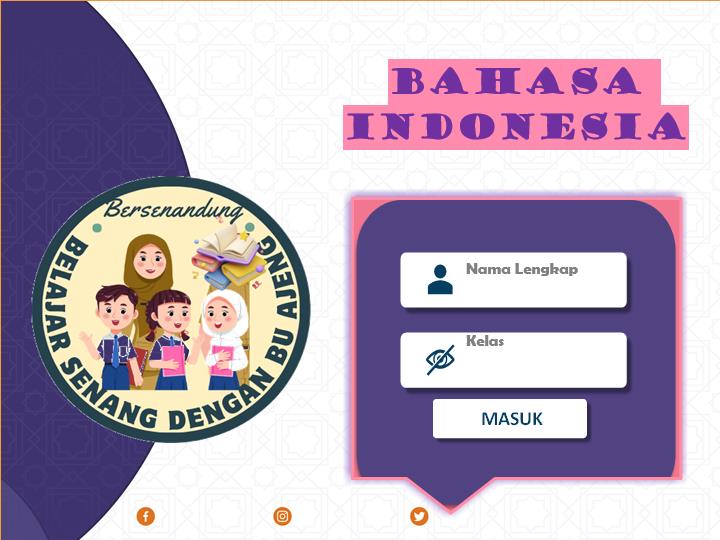 BAHASA
INDONESIA
Bersenandung
BELAJAR SENANG DENGAN BU AJENG
Nama Lengkap
Kelas
MASUK